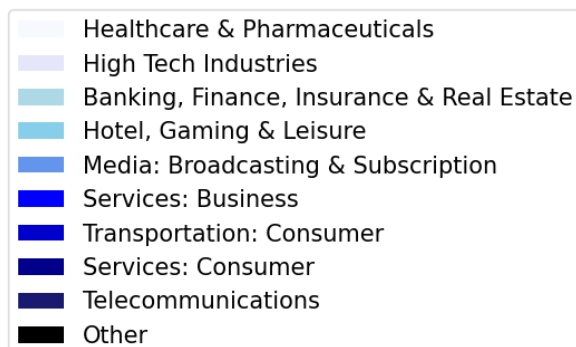 Healthcare & Pharmaceuticals
High Tech Industries
Banking, Finance, Insurance & Real Estate
Hotel, Gaming & Leisure
Media: Broadcasting & Subscription
Services: Business
Transportation: Consumer
Services: Consumer
Telecommunications
Other